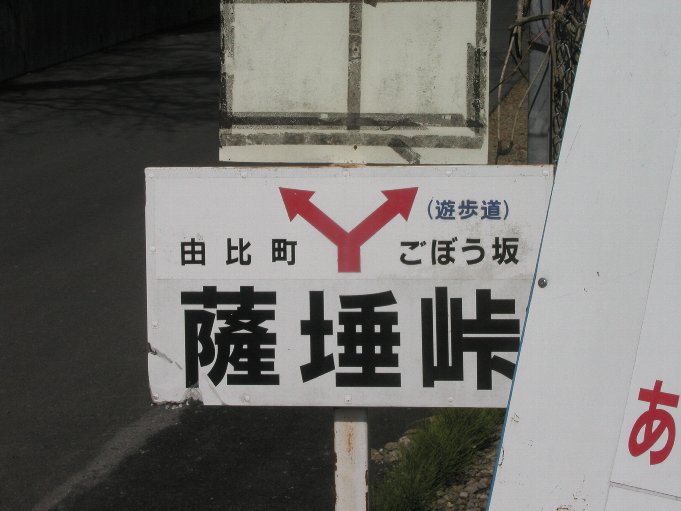 (遊歩道)
由比町 ごぼう坂
薩埵峠
あ